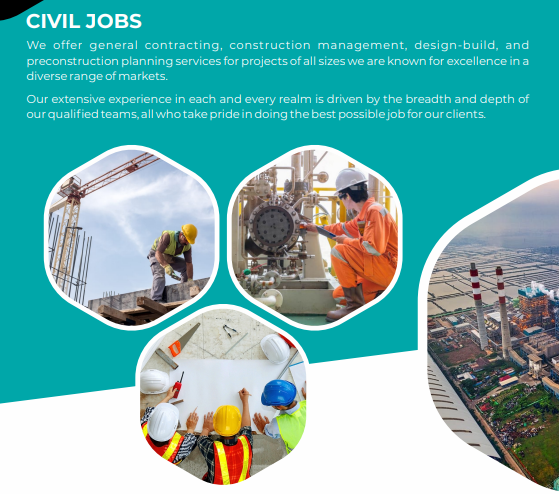 CIVIL JOBS
We offer general contracting, construction management, design-build, and
preconstruction planning services for projects of all sizes we are known for excellence in a
diverse range of markets.
Our extensive experience in each and every realm is driven by the breadth and depth of
our qualified teams, all who take pride in doing the best possible job for our clients.